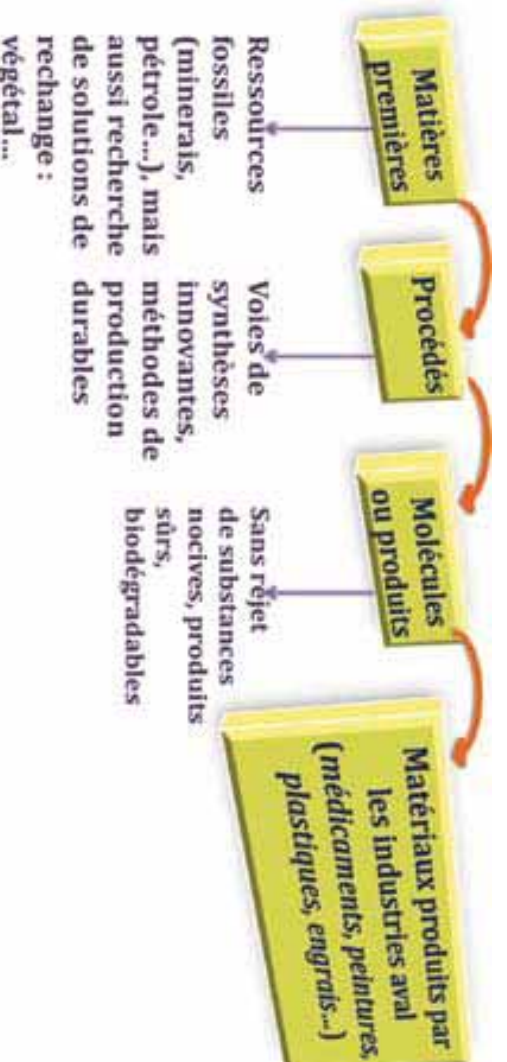 Matières
premières
Procédés
Molécules
ou produits
Matériaux produits par
les industries aval
(médicaments, peintures,
plastiques, engrais...)
Ressources
fossiles
(minerais,
pétrole...), mais
aussi recherche
de solutions de
rechange :
végétal...
Voies de
synthèses
innovantes,
méthodes de
production
durables
Sans réjet
de substances
nocives, produits
sûrs,
biodégradables